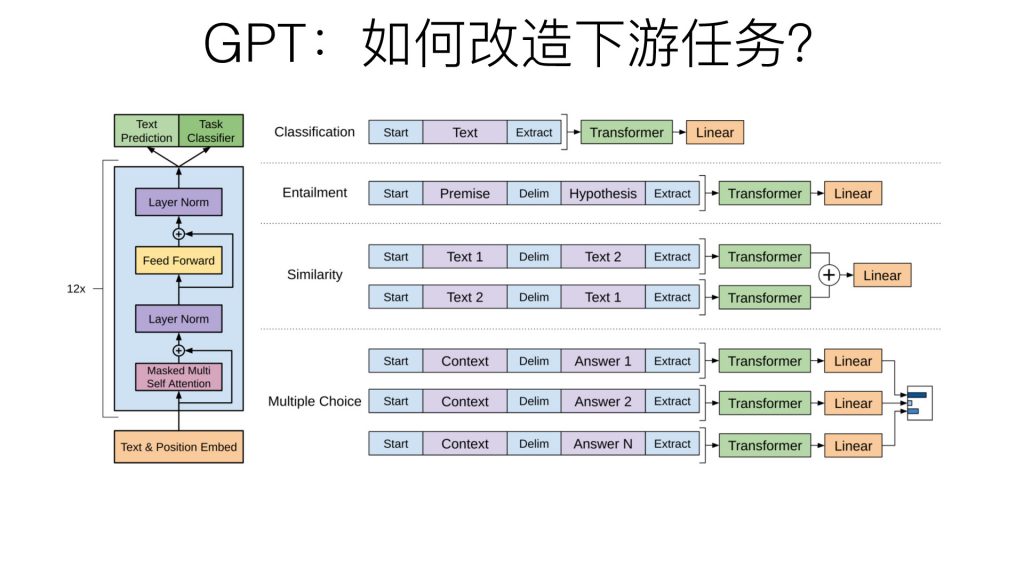 GPT：如何改造下游任务？
Text
Prediction
Task
Classifier
12x
Layer Norm
+
Feed Forward
Layer Norm
+
Masked Multi
Self Attention
Text & Position Embed
Classification Start Text Extract Transformer Linear
Entailment Start Premise Delim Hypothesis Extract Transformer Linear
Similarity
Start Text 1 Delim Text 2 Extract Transformer
+ Linear
Start Text 2 Delim Text 1 Extract Transformer
Multiple Choice
Start Context Delim Answer 1 Extract Transformer Linear
Start Context Delim Answer 2 Extract Transformer Linear
Start Context Delim Answer N Extract Transformer Linear